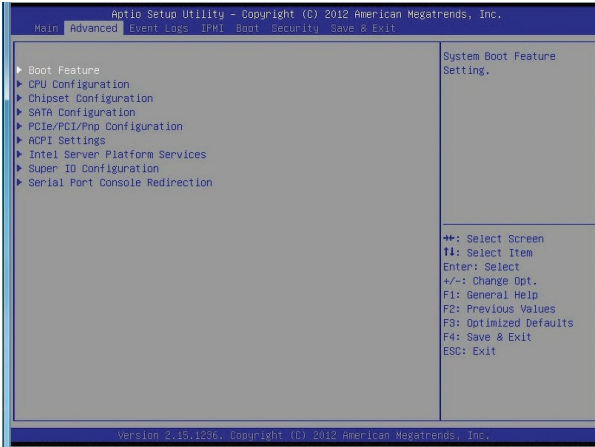 Aptio Setup Utility – Copyright (C) 2012 American Megatrends, Inc.
Main Advanced Event Logs IPMI Boot Security Save & Exit
Boot Feature
CPU Configuration
Chipset Configuration
SATA Configuration
PCIe/PCI/Pnp Configuration
ACPI Settings
Intel Server Platform Services
Super IO Configuration
Serial Port Console Redirection
System Boot Feature
Setting.
→←: Select Screen
↑↓: Select Item
Enter: Select
+/-: Change Opt.
F1: General Help
F2: Previous Values
F3: Optimized Defaults
F4: Save & Exit
ESC: Exit
Version 2.15.1236. Copyright (C) 2012 American Megatrends, Inc.